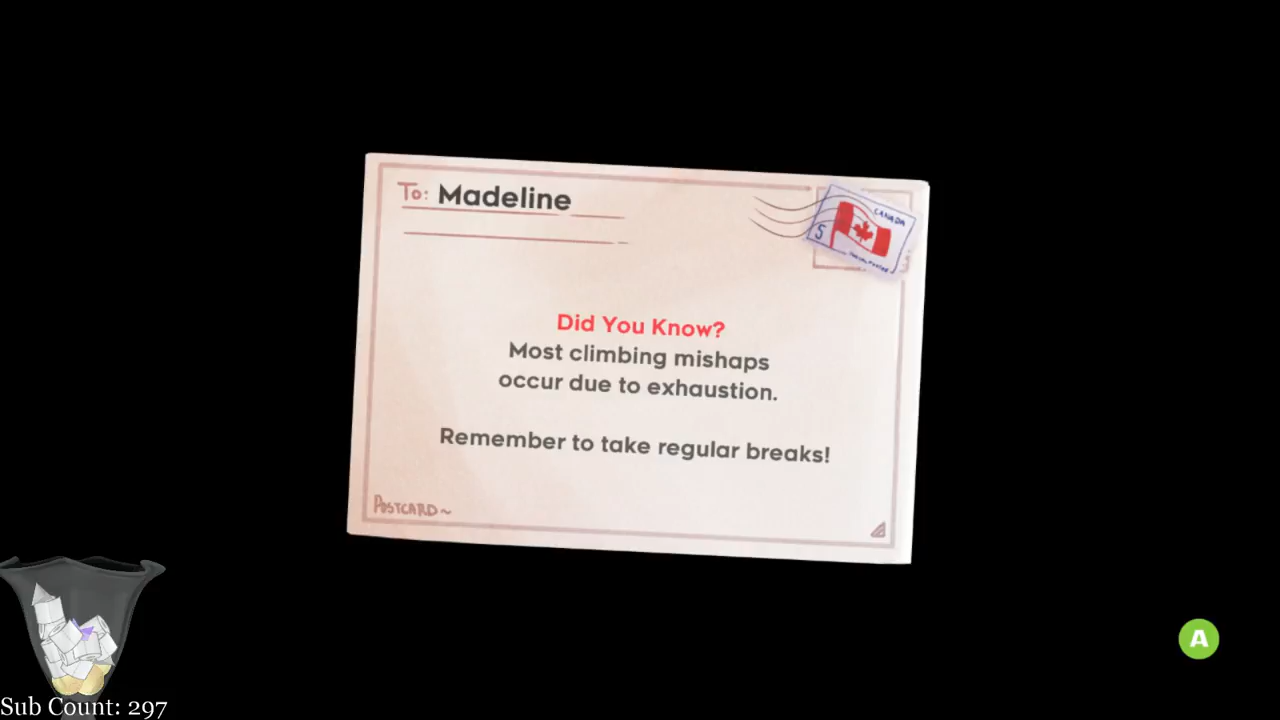 To: Madeline
CANADA
5
Did You Know?
Most climbing mishaps
occur due to exhaustion.
Remember to take regular breaks!
POSTCARD~
A
Sub Count: 297